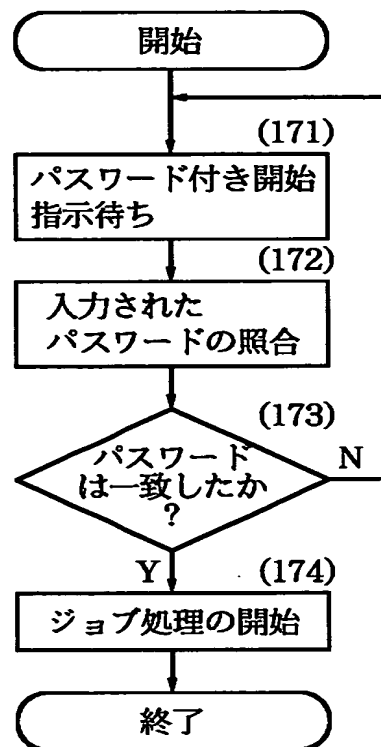 開始
(171)
パスワード付き開始
指示待ち
(172)
入力された
パスワードの照合
(173)
パスワード
は一致したか
?
N
Y
(174)
ジョブ処理の開始
終了